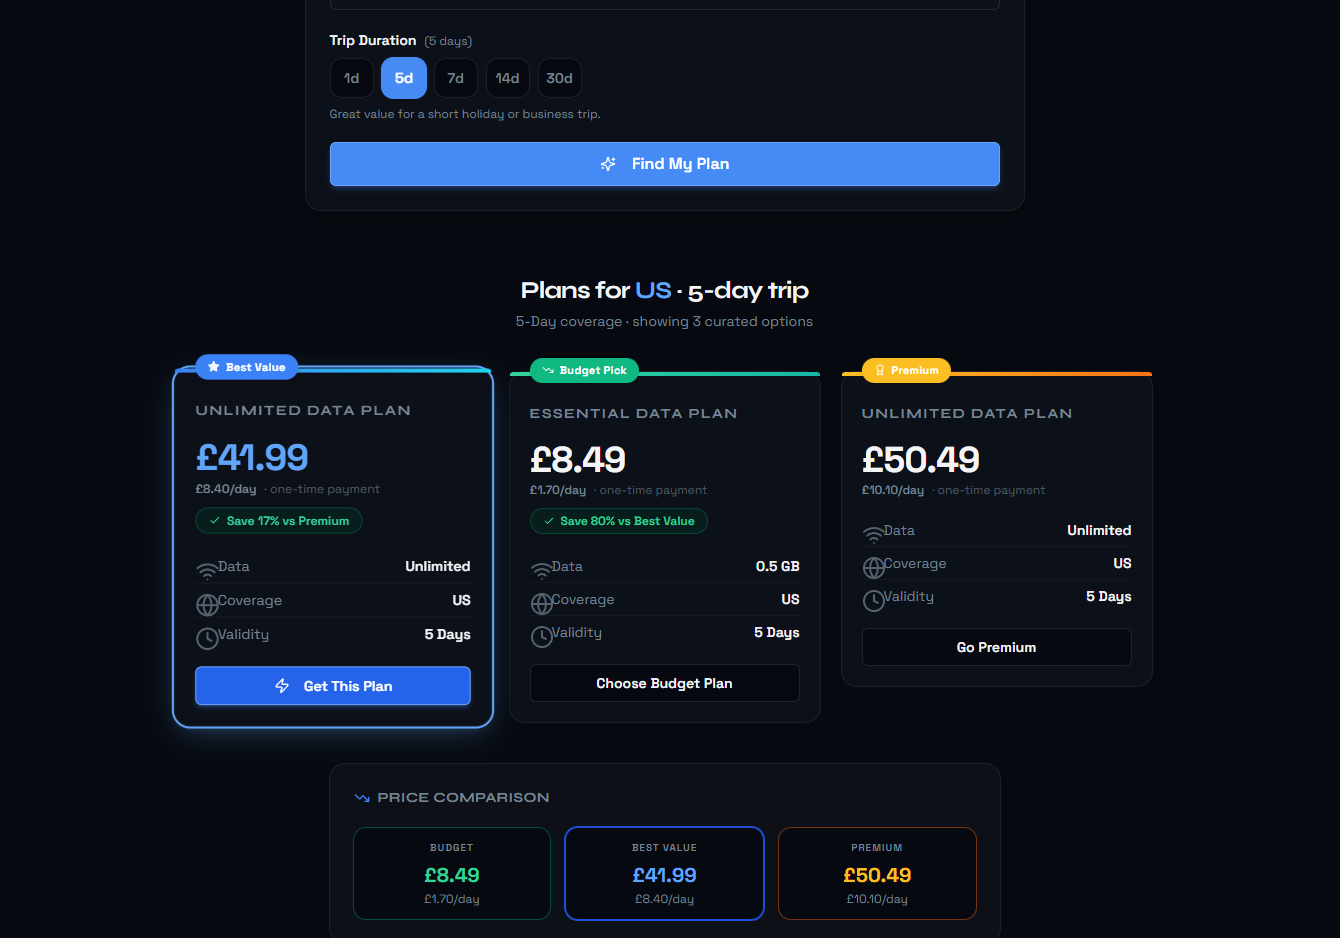 Trip Duration (5 days)
1d 5d 7d 14d 30d
Great value for a short holiday or business trip.
Find My Plan
Plans for US · 5-day trip
5-Day coverage · showing 3 curated options
Best Value
UNLIMITED DATA PLAN
£41.99
£8.40/day · one-time payment
Save 17% vs Premium
Data Unlimited
Coverage US
Validity 5 Days
Get This Plan
Budget Pick
ESSENTIAL DATA PLAN
£8.49
£1.70/day · one-time payment
Save 80% vs Best Value
Data 0.5 GB
Coverage US
Validity 5 Days
Choose Budget Plan
Premium
UNLIMITED DATA PLAN
£50.49
£10.10/day · one-time payment
Data Unlimited
Coverage US
Validity 5 Days
Go Premium
PRICE COMPARISON
BUDGET
£8.49
£1.70/day
BEST VALUE
£41.99
£8.40/day
PREMIUM
£50.49
£10.10/day